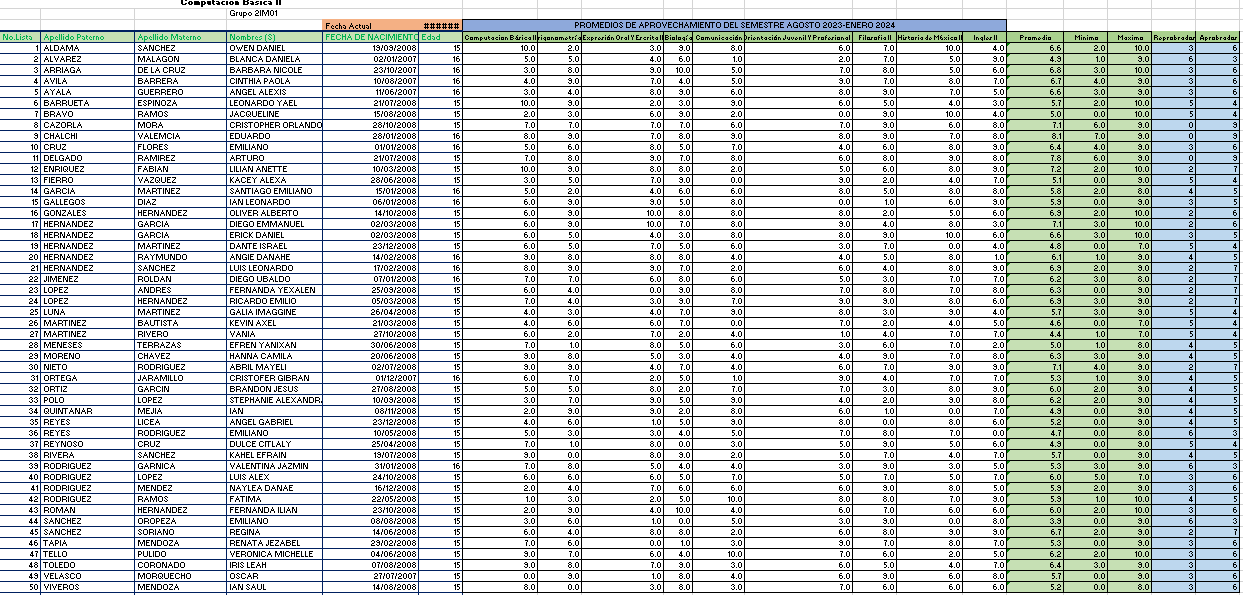 Computacion Basica II
Grupo 2IM01
Fecha Actual ###### PROMEDIOS DE APROVECHAMIENTO DEL SEMESTRE AGOSTO 2023-ENERO 2024
No.Lista Apellido Paterno Apellido Materno Nombres (S) FECHA DE NACIMIENTO Edad Computacion Basica II Expresión Oral Y Escrita II Biología Comunicación Orientación Juvenil Y Profesional Filosofia II Historia de México II Ingles II Promedio Minimo Maximo Reprobradas Aprobadas
1 ALDAMA SANCHEZ OWEN DANIEL 19/09/2008 15 10.0 2.0 3.0 9.0 8.0 6.0 7.0 10.0 4.0 6.6 2.0 10.0 3 6
2 ALVAREZ MALAGON BLANCA DANIELA 02/01/2007 16 5.0 5.0 4.0 6.0 1.0 2.0 7.0 5.0 9.0 4.9 1.0 9.0 6 3
3 ARRIAGA DE LA CRUZ BARBARA NICOLE 23/10/2007 16 3.0 8.0 9.0 10.0 5.0 7.0 8.0 5.0 6.0 6.8 3.0 10.0 3 6
4 AVILA BARRERA CINTHIA PAOLA 10/08/2007 16 4.0 9.0 7.0 4.0 5.0 9.0 8.0 5.0 9.0 6.7 4.0 9.0 3 6
5 AYALA GUERRERO ANGEL ALEXIS 11/06/2007 16 3.0 4.0 8.0 9.0 8.0 6.0 9.0 7.0 5.0 6.6 3.0 9.0 3 6
6 BARRUETA ESPINOZA LEONARDO YAEL 21/07/2008 15 10.0 9.0 2.0 3.0 9.0 6.0 5.0 4.0 3.0 5.7 2.0 10.0 5 4
7 BRAVO RAMOS JACQUELINE 15/08/2008 15 2.0 3.0 6.0 7.0 2.0 0.0 9.0 10.0 4.0 5.0 0.0 10.0 5 4
8 CAZORLA MORA CRISTOPHER ORLANDO 28/10/2008 15 7.0 7.0 7.0 7.0 6.0 9.0 9.0 6.0 8.0 7.1 6.0 9.0 0 9
9 CHALCHI VALEMCIA EDUARDO 28/01/2008 16 8.0 9.0 7.0 9.0 8.0 7.0 8.0 9.0 8.0 8.1 7.0 9.0 0 9
10 CRUZ FLORES EMILIANO 01/01/2008 16 5.0 6.0 8.0 5.0 7.0 4.0 6.0 8.0 9.0 6.4 4.0 9.0 3 6
11 DELGADO RAMIREZ ARTURO 21/07/2008 15 7.0 8.0 9.0 7.0 8.0 6.0 8.0 8.0 9.0 7.8 6.0 9.0 0 9
12 ENRIQUEZ FABIAN LILIAN ANETTE 10/03/2008 15 10.0 9.0 8.0 9.0 8.0 7.0 8.0 2.0 4.0 7.2 2.0 10.0 2 7
13 FIERRO VAZQUEZ KACEY ALEXA 28/06/2008 15 3.0 5.0 7.0 9.0 0.0 9.0 2.0 4.0 7.0 5.1 0.0 9.0 5 4
14 GARCIA MARTINEZ SANTIAGO EMILIANO 15/01/2008 16 5.0 2.0 4.0 6.0 6.0 8.0 5.0 8.0 8.0 5.8 2.0 8.0 4 5
15 GALLEGOS DIAZ IAN LEONARDO 06/01/2008 16 6.0 9.0 9.0 5.0 4.0 0.0 1.0 6.0 9.0 5.3 0.0 9.0 4 5
16 GONZALES HERNANDEZ OLIVER ALBERTO 14/10/2008 15 6.0 9.0 10.0 8.0 8.0 8.0 2.0 5.0 6.0 6.9 2.0 10.0 2 6
17 HERNANDEZ GARCIA DIEGO EMMANUEL 02/03/2008 15 6.0 9.0 10.0 7.0 8.0 9.0 4.0 8.0 3.0 7.1 3.0 10.0 2 7
18 HERNANDEZ GARCIA ERICK DANIEL 02/03/2008 15 5.0 4.0 3.0 8.0 8.0 8.0 9.0 10.0 6.0 6.6 3.0 10.0 3 6
19 HERNANDEZ MARTINEZ DANTE ISRAEL 23/12/2008 15 6.0 5.0 7.0 5.0 6.0 3.0 7.0 0.0 4.0 4.8 0.0 7.0 5 4
20 HERNANDEZ RAYMUNDO ANGIE DANAHE 14/02/2008 16 9.0 8.0 8.0 8.0 4.0 4.0 5.0 8.0 1.0 6.1 1.0 9.0 4 5
21 HERNANDEZ SANCHEZ LUIS LEONARDO 17/02/2008 16 8.0 9.0 9.0 7.0 2.0 6.0 4.0 8.0 9.0 6.9 2.0 9.0 2 7
22 JIMENEZ ROLDAN DIEGO UBALDO 07/05/2008 16 7.0 7.0 6.0 8.0 6.0 5.0 3.0 7.0 7.0 6.2 3.0 8.0 2 7
23 LOPEZ ANDRES FERNANDA YEXALEN 25/09/2008 15 6.0 4.0 0.0 9.0 8.0 7.0 8.0 7.0 8.0 6.3 0.0 9.0 2 7
24 LOPEZ HERNANDEZ RICARDO EMILIO 05/03/2008 15 7.0 4.0 3.0 9.0 7.0 9.0 9.0 8.0 6.0 6.9 3.0 9.0 2 7
25 LUNA MARTINEZ GALIA IMAGGINE 26/04/2008 15 4.0 3.0 4.0 7.0 9.0 5.0 7.0 8.0 4.0 5.7 3.0 9.0 5 4
26 MARTINEZ BAUTISTA KEVIN AXEL 21/03/2008 15 4.0 6.0 6.0 7.0 0.0 7.0 2.0 4.0 5.0 4.6 0.0 7.0 5 4
27 MARTINEZ RIVERO VANIA 27/10/2008 15 6.0 2.0 7.0 2.0 4.0 1.0 4.0 7.0 7.0 4.4 1.0 7.0 5 4
28 MENESES TERRAZAS EFREN YANIXAN 30/06/2008 15 7.0 1.0 8.0 5.0 6.0 3.0 6.0 7.0 2.0 5.0 1.0 8.0 4 5
29 MORENO CHAVEZ HANNA CAMILA 20/06/2008 15 9.0 8.0 5.0 3.0 4.0 4.0 9.0 7.0 8.0 6.3 3.0 9.0 4 5
30 NIETO RODRIGUEZ ABRIL MAYELI 02/07/2008 15 9.0 5.0 7.0 9.0 8.0 9.0 7.0 6.0 4.0 7.1 4.0 9.0 2 7
31 ORTEGA JARAMILLO CRISTOFER GIBRAN 01/12/2007 16 6.0 7.0 2.0 5.0 1.0 9.0 4.0 7.0 7.0 5.3 1.0 9.0 4 5
32 ORTIZ GARCIN BRANDON JESUS 27/08/2008 15 5.0 5.0 8.0 2.0 7.0 7.0 3.0 8.0 9.0 6.0 2.0 9.0 4 5
33 POLO LOPEZ STEPHANIE ALEXANDRA 10/09/2008 15 3.0 7.0 9.0 5.0 2.0 6.0 7.0 9.0 6.0 6.0 2.0 9.0 3 6
34 QUINTANAR MEJIA IAN 08/11/2008 15 2.0 9.0 9.0 2.0 8.0 6.0 1.0 0.0 7.0 4.9 0.0 9.0 4 5
35 REYES LICEA ANGEL GABRIEL 23/12/2008 15 4.0 6.0 1.0 9.0 5.0 8.0 0.0 6.0 8.0 5.2 0.0 9.0 4 5
36 REYES RODRIGUEZ EMILIANO 10/05/2008 15 5.0 3.0 3.0 4.0 5.0 8.0 7.0 7.0 0.0 4.7 0.0 8.0 6 3
37 REYNOSO CRUZ DULCE CITLALY 25/04/2008 15 7.0 1.0 8.0 0.0 3.0 5.0 9.0 5.0 6.0 4.9 0.0 9.0 5 4
38 RIVERA SANCHEZ KAHEL EFRAIN 19/07/2008 15 9.0 0.0 8.0 9.0 2.0 4.0 5.0 6.0 8.0 5.7 0.0 9.0 4 5
39 RODRIGUEZ GARNICA VALENTINA JAZMIN 31/01/2008 16 7.0 8.0 5.0 4.0 4.0 3.0 5.0 3.0 9.0 5.3 3.0 9.0 6 3
40 RODRIGUEZ LOPEZ LUIS ALEX 24/10/2008 15 6.0 6.0 6.0 5.0 7.0 5.0 7.0 0.0 3.0 5.0 0.0 7.0 3 6
41 RODRIGUEZ MENDEZ NAYLEA DANAE 16/12/2008 15 2.0 4.0 7.0 3.0 6.0 6.0 9.0 8.0 8.0 5.9 2.0 9.0 3 6
42 RODRIGUEZ RAMOS FATIMA 22/05/2008 15 1.0 3.0 2.0 5.0 10.0 8.0 8.0 7.0 9.0 5.9 1.0 10.0 4 5
43 ROMAN HERNANDEZ FERNANDA ILIAN 23/10/2008 15 2.0 9.0 4.0 10.0 4.0 6.0 6.0 6.0 7.0 6.0 2.0 10.0 3 6
44 SANCHEZ OROPEZA EMILIANO 08/08/2008 15 3.0 6.0 1.0 0.0 5.0 3.0 9.0 0.0 8.0 3.9 0.0 9.0 6 3
45 SANCHEZ SORIANO REGINA 14/06/2008 15 6.0 4.0 8.0 9.0 2.0 7.0 9.0 8.0 7.0 6.7 2.0 9.0 2 7
46 TAPIA MENDOZA RENATA JEZABEL 29/02/2008 15 7.0 6.0 0.0 1.0 3.0 9.0 8.0 7.0 7.0 5.3 0.0 9.0 3 6
47 TELLO PULIDO VERONICA MICHELLE 04/06/2008 15 9.0 7.0 6.0 4.0 10.0 7.0 6.0 2.0 5.0 6.2 2.0 10.0 3 6
48 TOLEDO CORONADO IRIS LEAH 07/08/2008 15 9.0 8.0 7.0 9.0 3.0 5.0 6.0 4.0 7.0 6.4 3.0 9.0 3 6
49 VELASCO MORQUECHO OSCAR 27/07/2007 15 0.0 9.0 1.0 8.0 4.0 8.0 9.0 4.0 8.0 5.7 0.0 9.0 3 6
50 VIVEROS MENDOZA IAN SAUL 14/08/2008 15 8.0 0.0 3.0 8.0 2.0 7.0 6.0 7.0 6.0 5.2 0.0 8.0 3 6